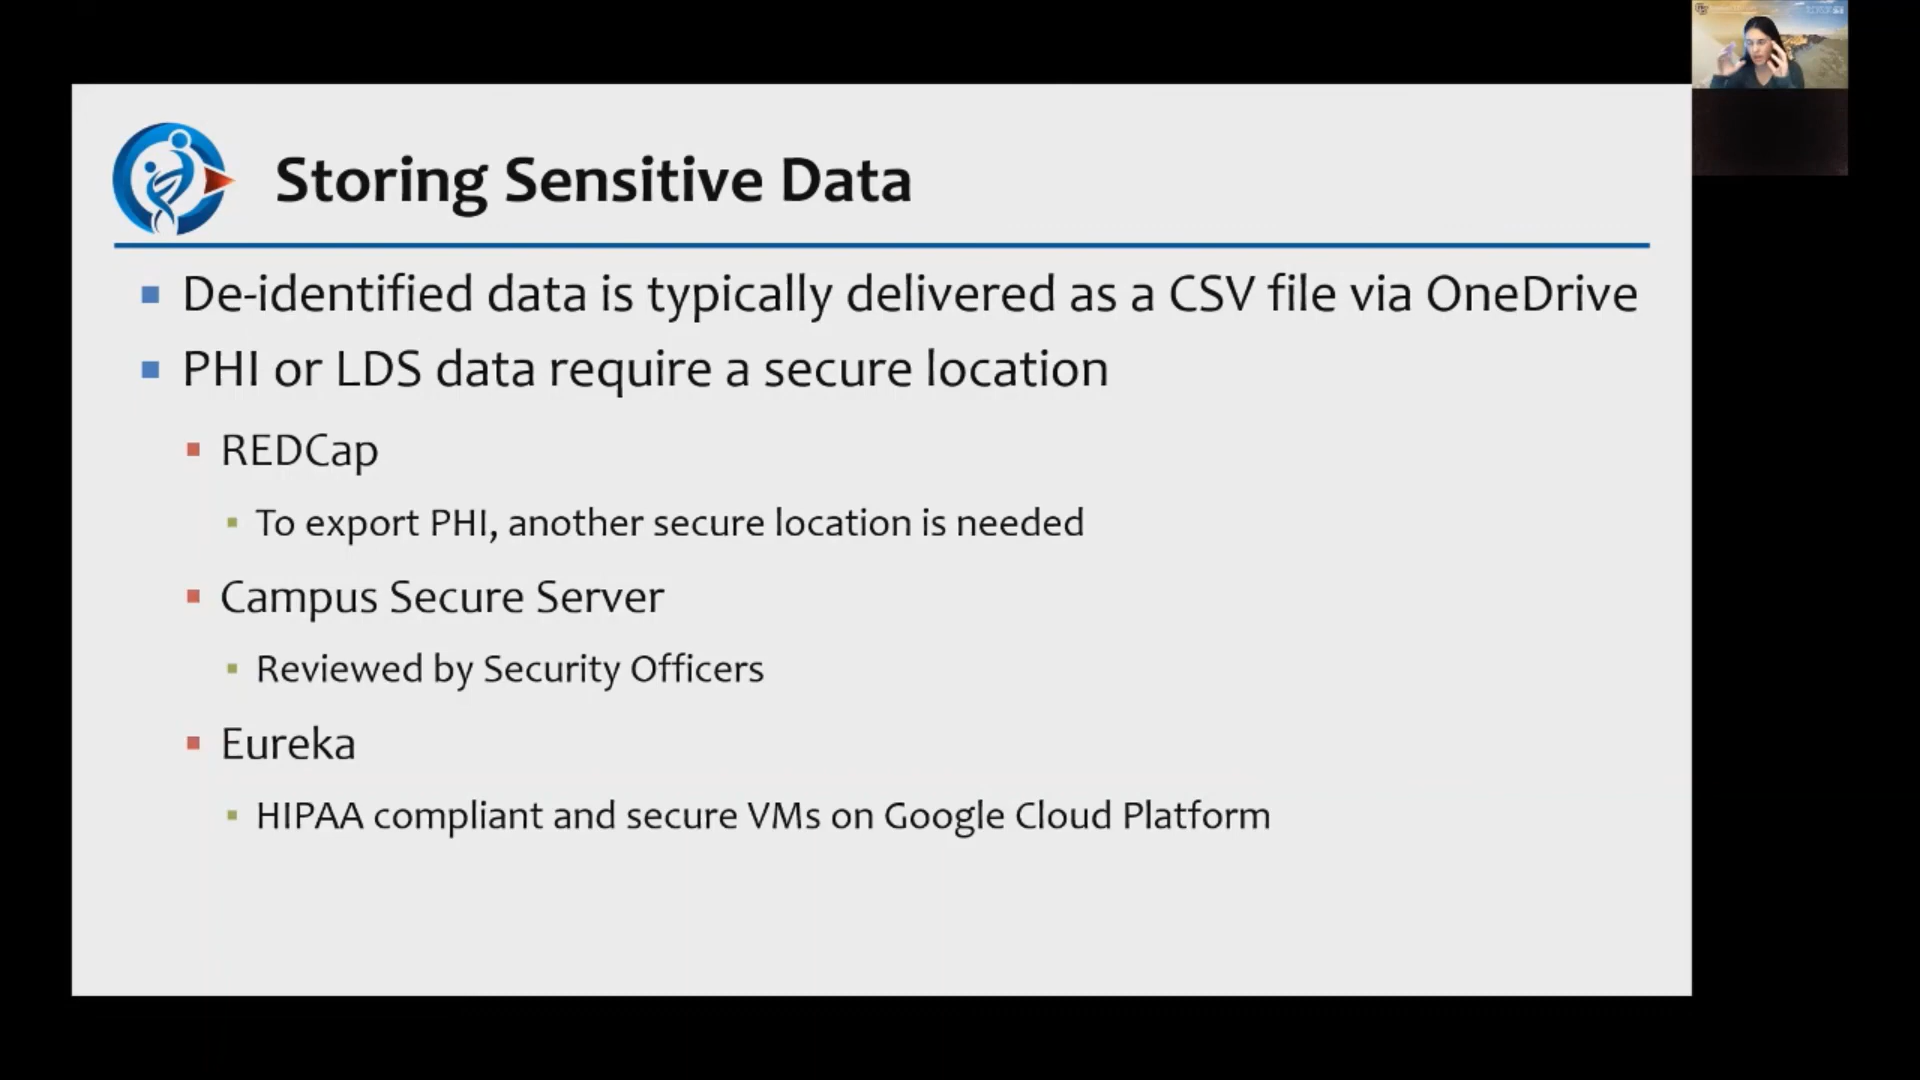 Storing Sensitive Data
De-identified data is typically delivered as a CSV file via OneDrive
PHI or LDS data require a secure location
REDCap
To export PHI, another secure location is needed
Campus Secure Server
Reviewed by Security Officers
Eureka
HIPAA compliant and secure VMs on Google Cloud Platform